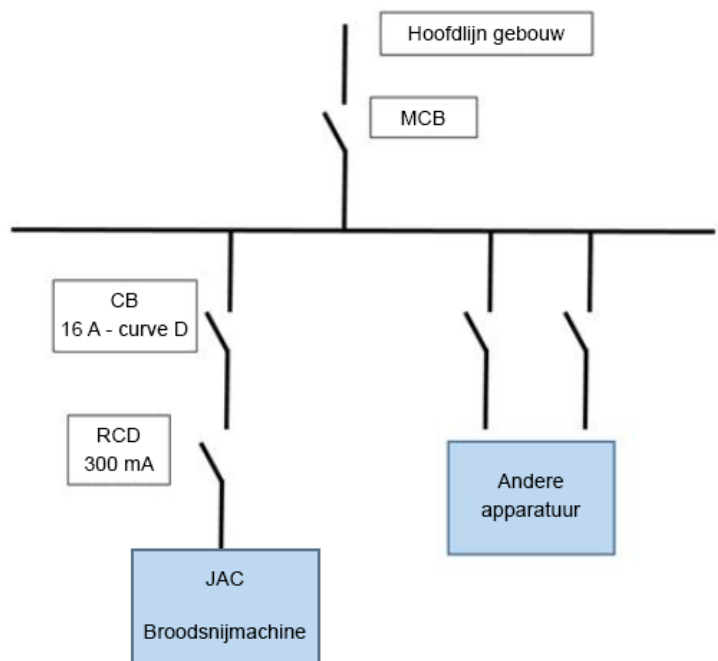 Hoofdlijn gebouw
MCB
CB
16 A - curve D
RCD
300 mA
Andere
apparatuur
JAC
Broodsnijmachine